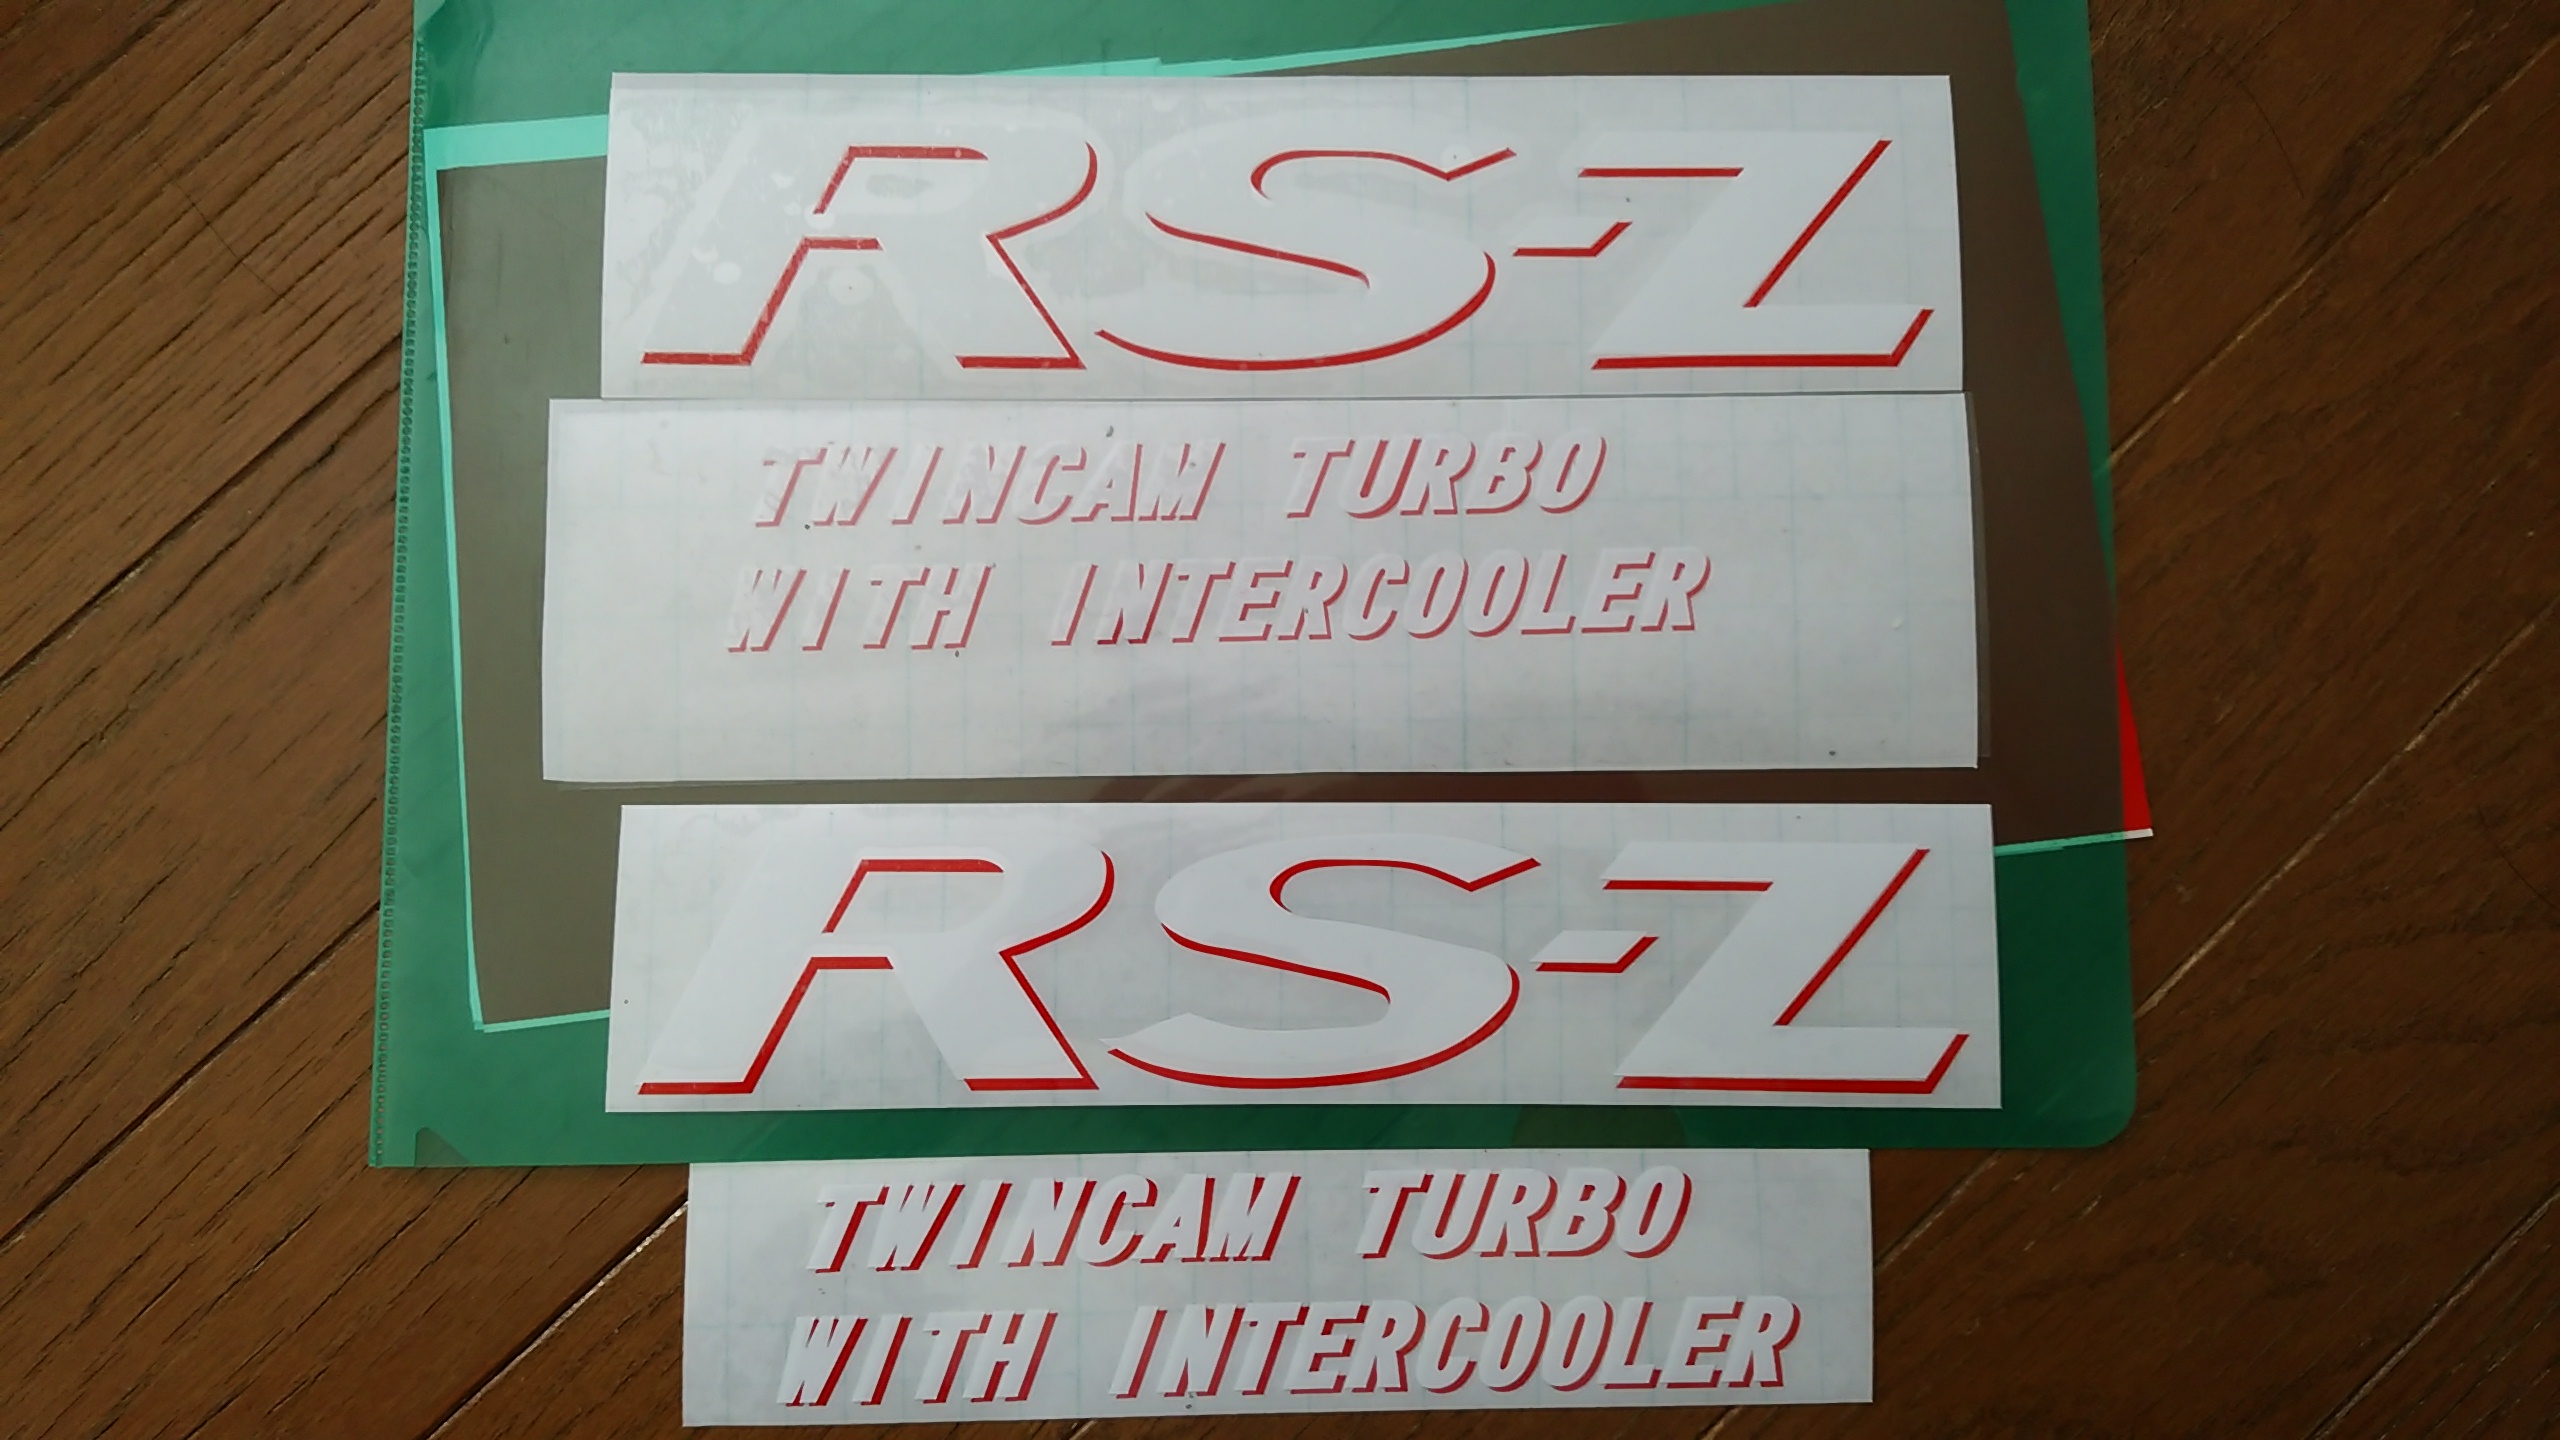 RS-Z
TWINCAM TURBO
WITH INTERCOOLER
RS-Z
TWINCAM TURBO
WITH INTERCOOLER